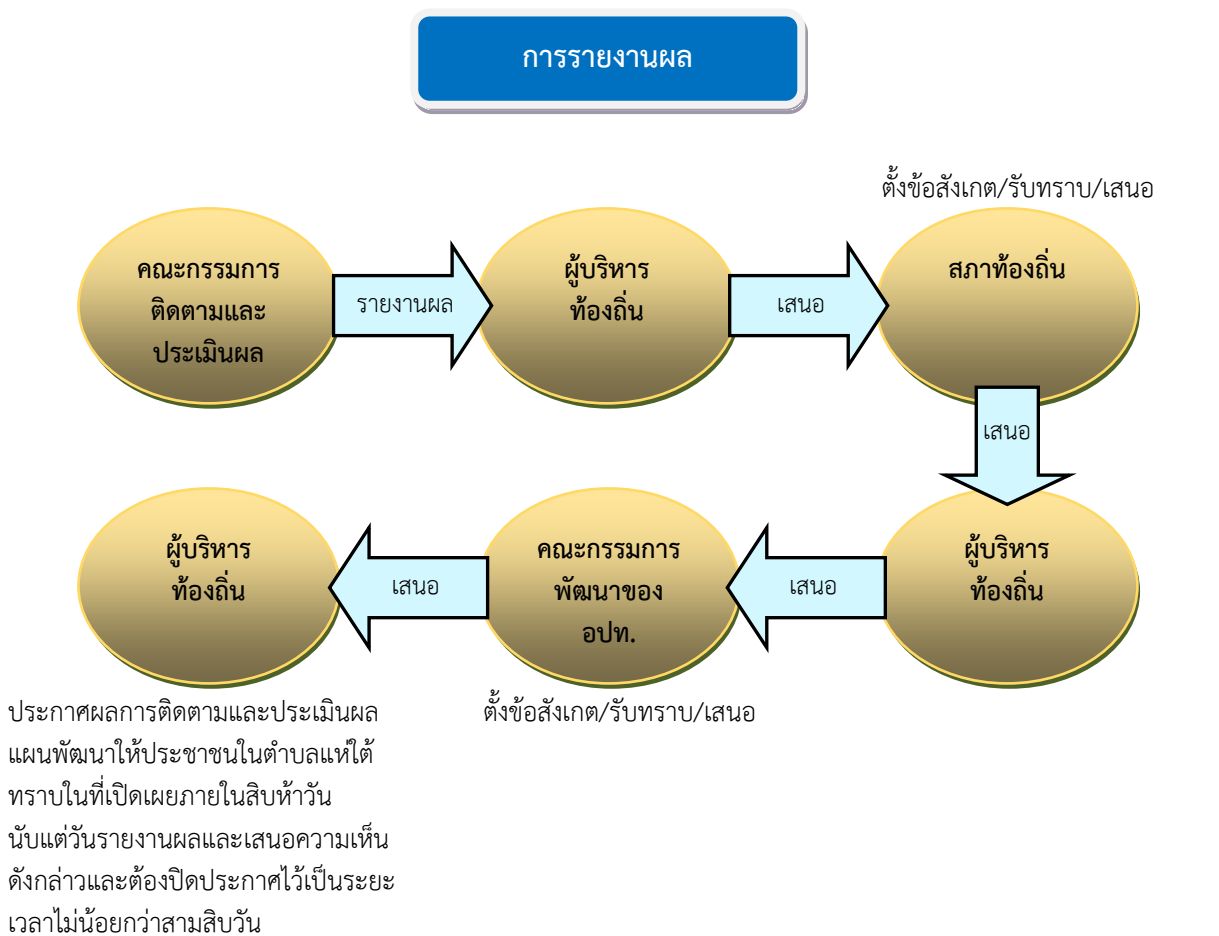 การรายงานผล
ตั้งข้อสังเกต/รับทราบ/เสนอ
คณะกรรมการ
ติดตามและ
ประเมินผล
รายงานผล
ผู้บริหาร
ท้องถิ่น
เสนอ
สภาท้องถิ่น
เสนอ
ผู้บริหาร
ท้องถิ่น
เสนอ
คณะกรรมการ
พัฒนาของ
อปท.
เสนอ
ผู้บริหาร
ท้องถิ่น
ตั้งข้อสังเกต/รับทราบ/เสนอ
ประกาศผลการติดตามและประเมินผล
แผนพัฒนาให้ประชาชนในตำบลแห่ใต้
ทราบในที่เปิดเผยภายในสิบห้าวัน
นับแต่วันรายงานผลและเสนอความเห็น
ดังกล่าวและต้องปิดประกาศไว้เป็นระยะ
เวลาไม่น้อยกว่าสามสิบวัน